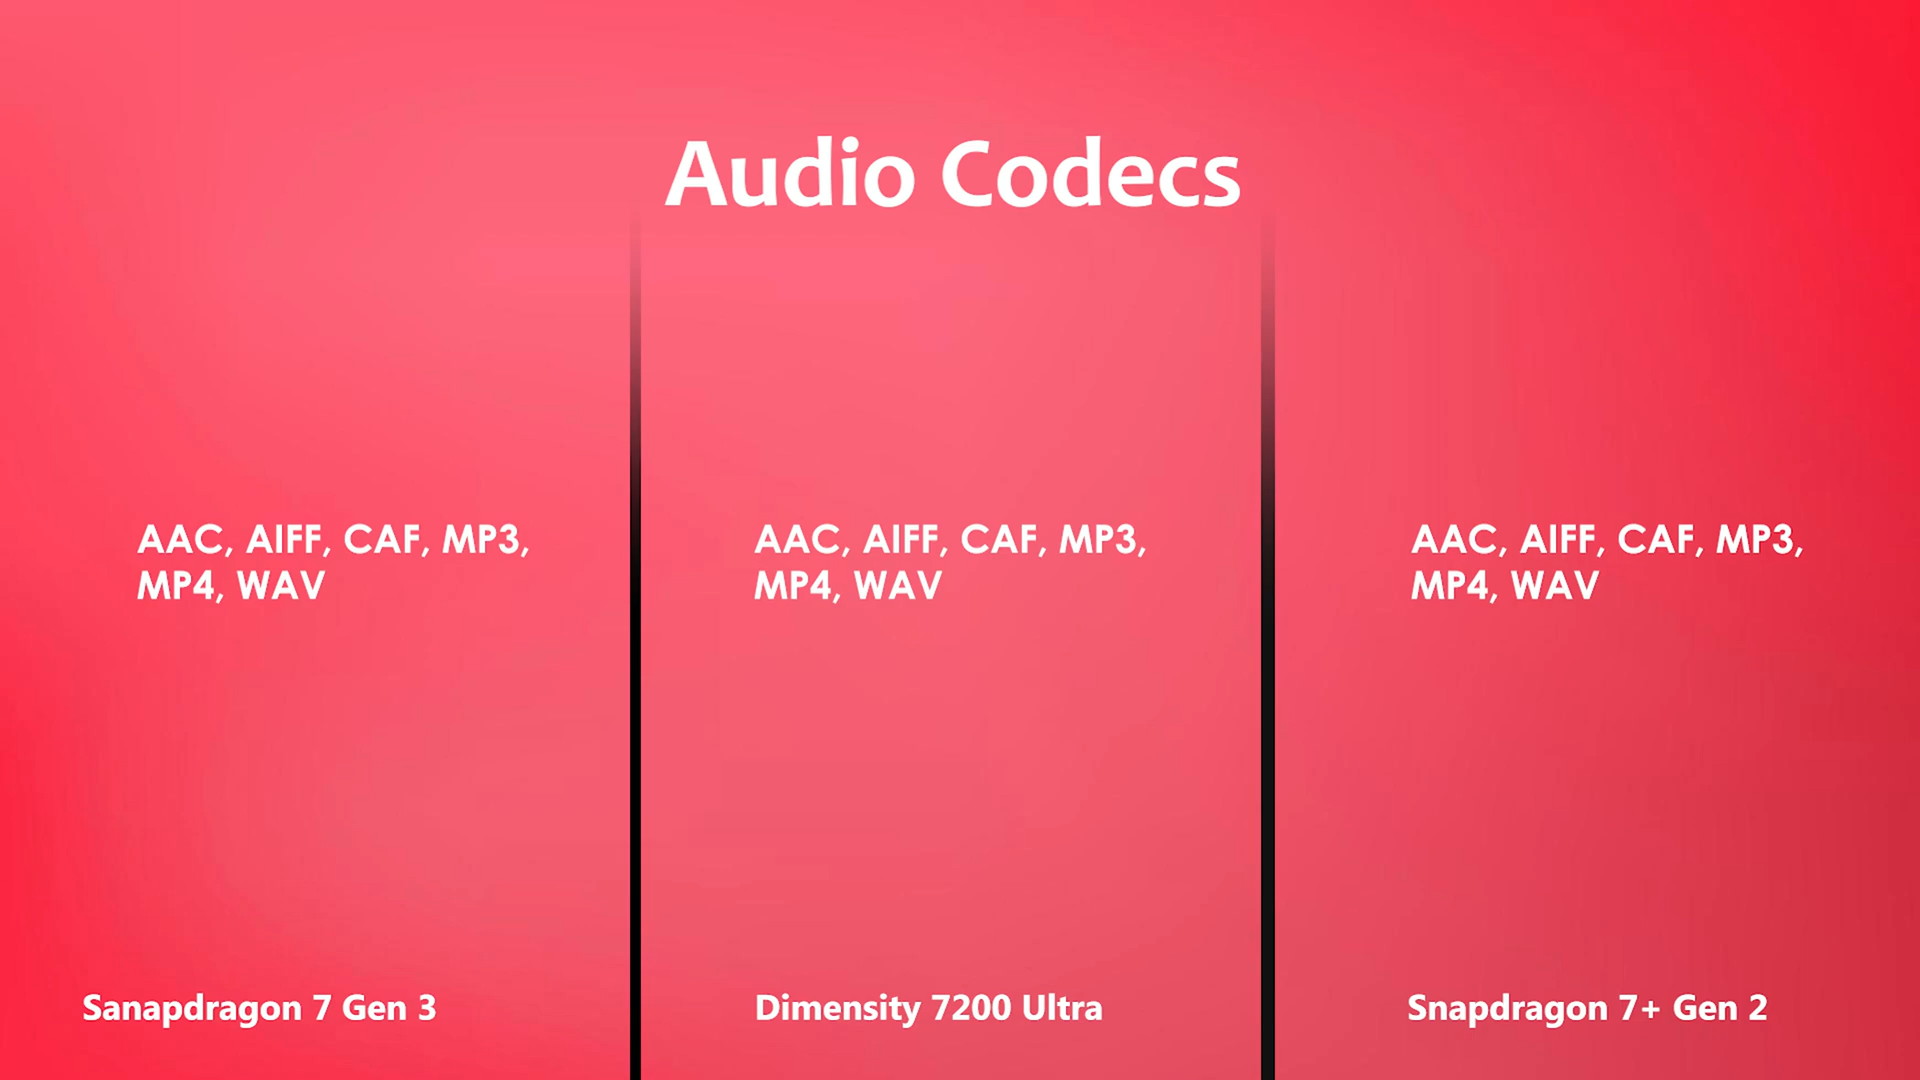 Audio Codecs
AAC, AIFF, CAF, MP3,
MP4, WAV
AAC, AIFF, CAF, MP3,
MP4, WAV
AAC, AIFF, CAF, MP3,
MP4, WAV
Sanapdragon 7 Gen 3
Dimensity 7200 Ultra
Snapdragon 7+ Gen 2